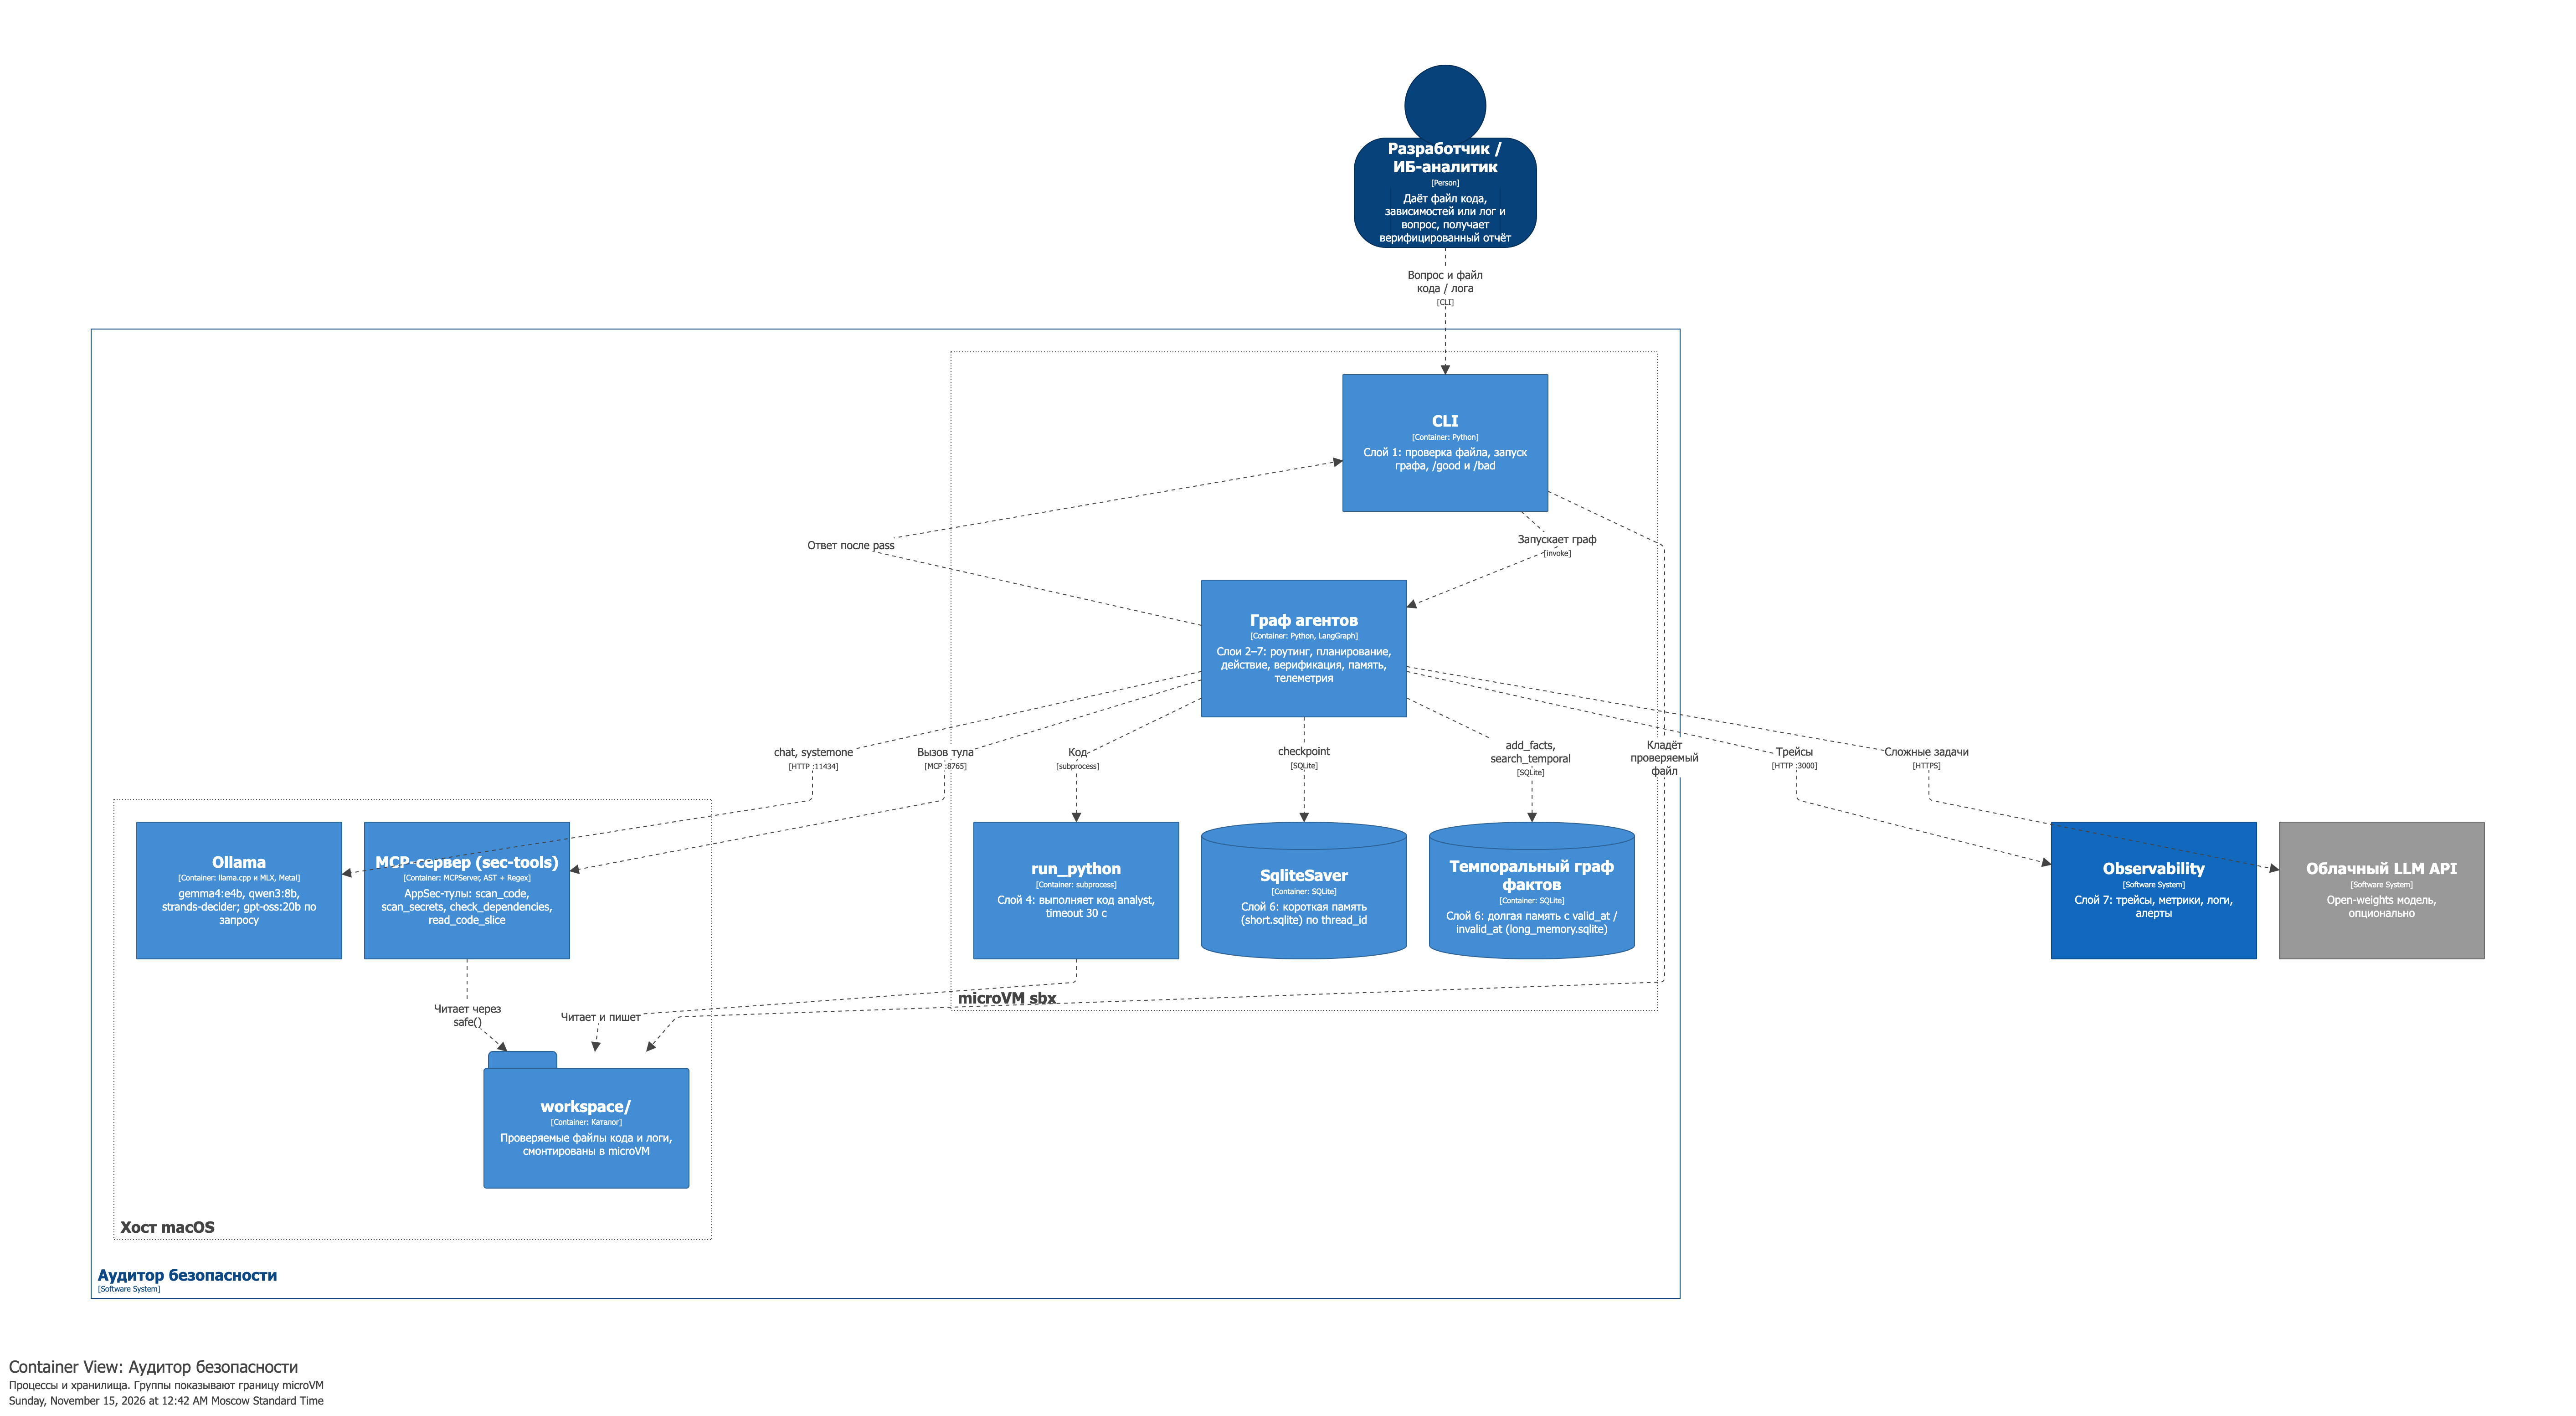 Разработчик /
ИБ-аналитик
[Person]
Даёт файл кода,
зависимостей или лог и
вопрос, получает
верифицированный отчёт
Вопрос и файл
кода / лога
[CLI]
CLI
[Container: Python]
Слой 1: проверка файла, запуск
графа, /good и /bad
Ответ после pass
Запускает граф
[invoke]
Граф агентов
[Container: Python, LangGraph]
Слои 2–7: роутинг, планирование,
действие, верификация, память,
телеметрия
chat, systemone
[HTTP :11434]
Вызов тула
[MCP :8765]
Код
[subprocess]
checkpoint
[SQLite]
add_facts,
search_temporal
[SQLite]
Кладёт
проверяемый
файл
Трейсы
[HTTP :3000]
Сложные задачи
[HTTPS]
Ollama
[Container: llama.cpp и MLX, Metal]
gemma4:e4b, qwen3:8b,
strands-decider; gpt-oss:20b по
запросу
MCP-сервер (sec-tools)
[Container: MCPServer, AST + Regex]
AppSec-тулы: scan_code,
scan_secrets, check_dependencies,
read_code_slice
run_python
[Container: subprocess]
Слой 4: выполняет код analyst,
timeout 30 с
SqliteSaver
[Container: SQLite]
Слой 6: короткая память
(short.sqlite) по thread_id
Темпоральный граф
фактов
[Container: SQLite]
Слой 6: долгая память с valid_at /
invalid_at (long_memory.sqlite)
Observability
[Software System]
Слой 7: трейсы, метрики, логи,
алерты
Облачный LLM API
[Software System]
Open-weights модель,
опционально
microVM sbx
Читает через
safe()
Читает и пишет
workspace/
[Container: Каталог]
Проверяемые файлы кода и логи,
смонтированы в microVM
Хост macOS
Аудитор безопасности
[Software System]
Container View: Аудитор безопасности
Процессы и хранилища. Группы показывают границу microVM
Sunday, November 15, 2026 at 12:42 AM Moscow Standard Time